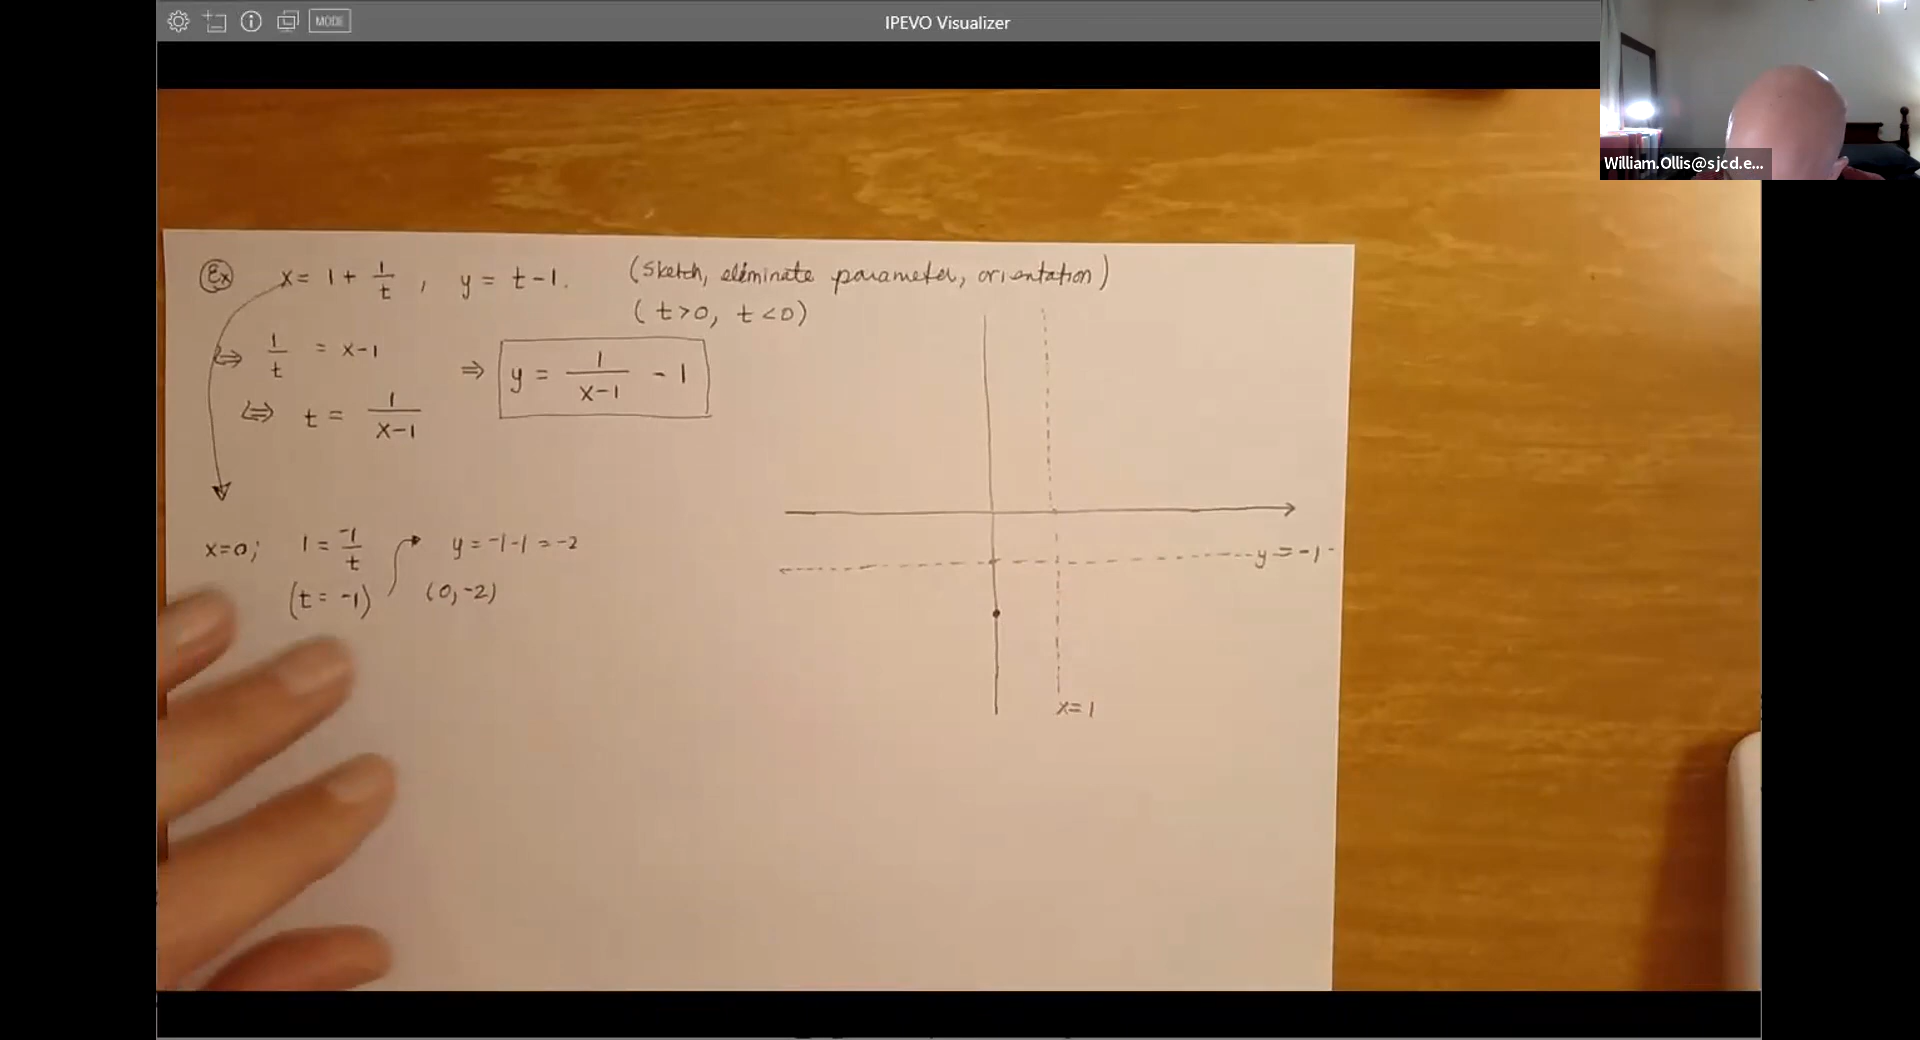 MODE
IPEVO Visualizer
William.Ollis@sjcd.e...
Ex x = 1 + 1/t , y = t - 1. (Sketch, eliminate parameter, orientation)
(t>0, t<0)
⇔ 1/t = x-1
⇒ y = 1/(x-1) - 1
⇔ t = 1/(x-1)
x=0; 1 = -1/t y = -1-1 = -2
(t = -1) (0,-2)
y = -1
x=1